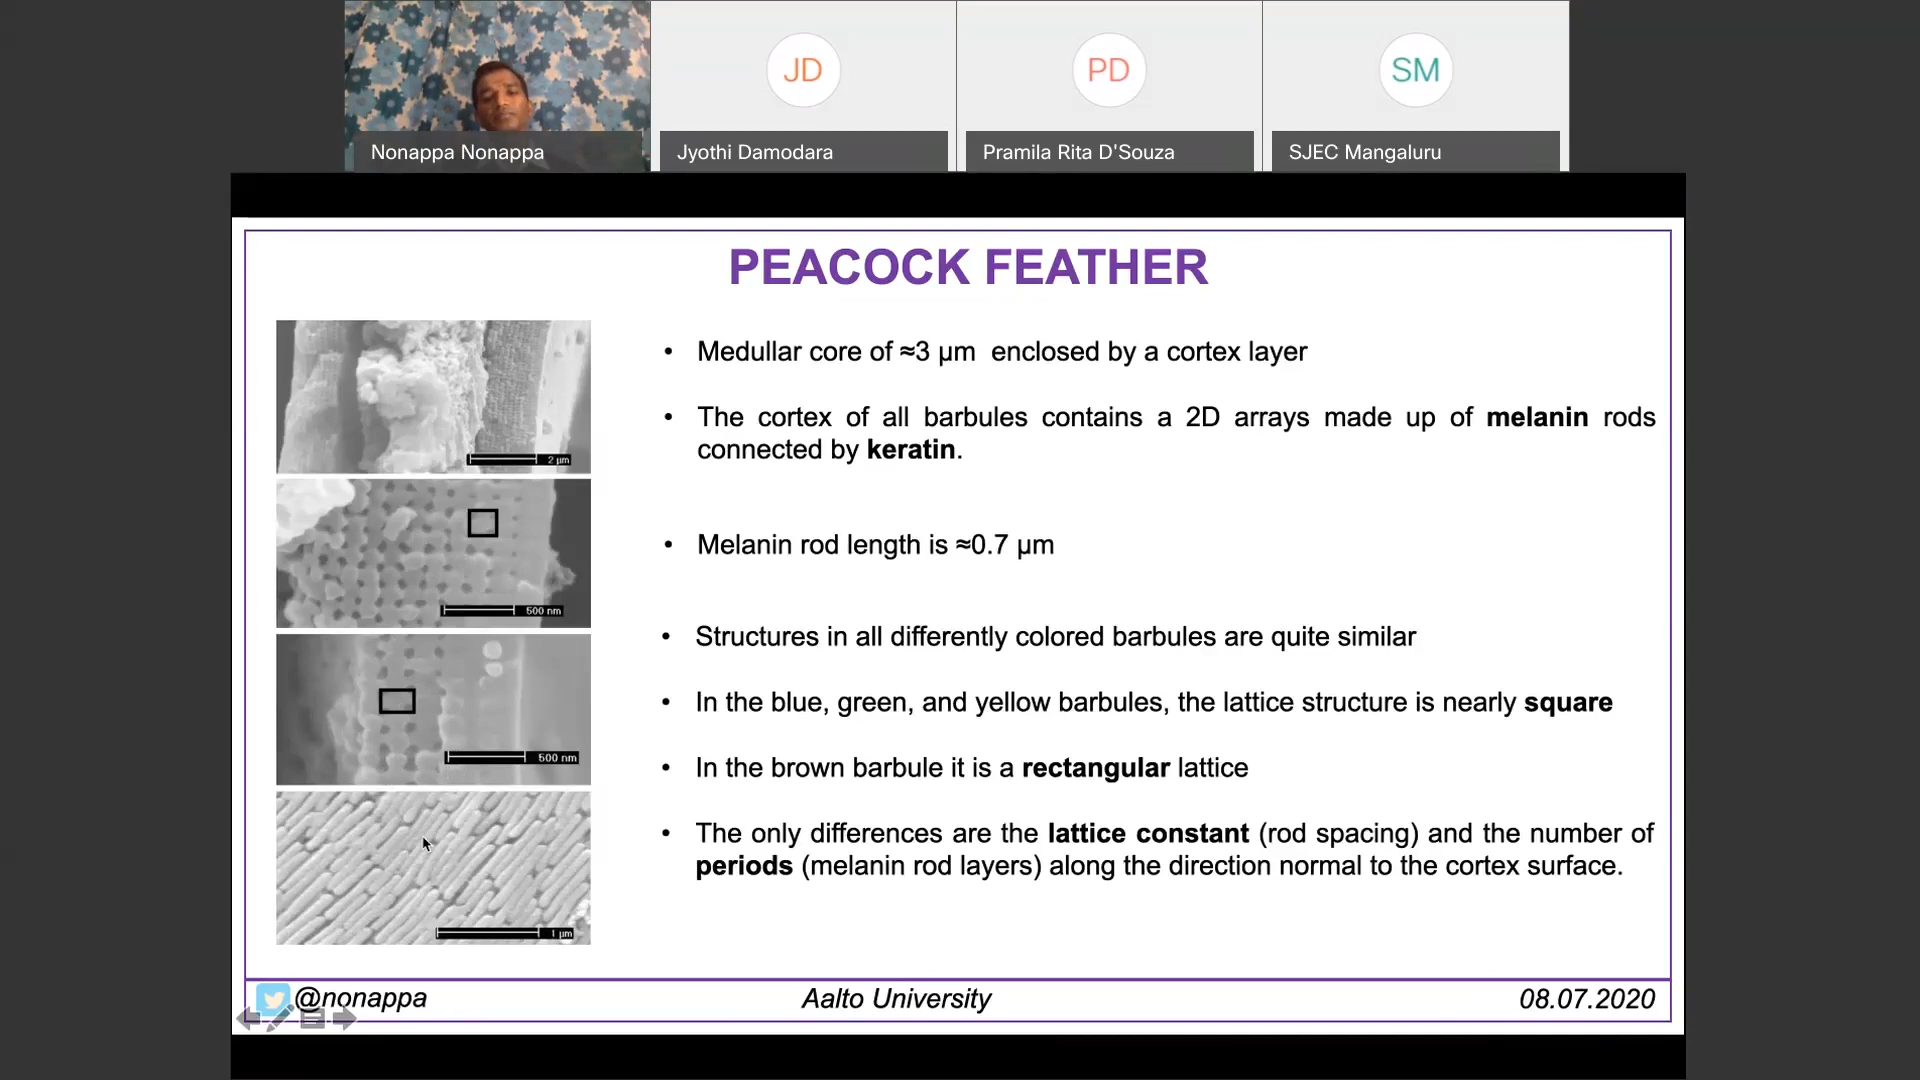 JD
PD
SM
Nonappa Nonappa
Jyothi Damodara
Pramila Rita D'Souza
SJEC Mangaluru
PEACOCK FEATHER
• Medullar core of ≈3 μm enclosed by a cortex layer
• The cortex of all barbules contains a 2D arrays made up of melanin rods
connected by keratin.
• Melanin rod length is ≈0.7 μm
• Structures in all differently colored barbules are quite similar
• In the blue, green, and yellow barbules, the lattice structure is nearly square
• In the brown barbule it is a rectangular lattice
• The only differences are the lattice constant (rod spacing) and the number of
periods (melanin rod layers) along the direction normal to the cortex surface.
2 μm
500 nm
500 nm
1 μm
@nonappa
Aalto University
08.07.2020